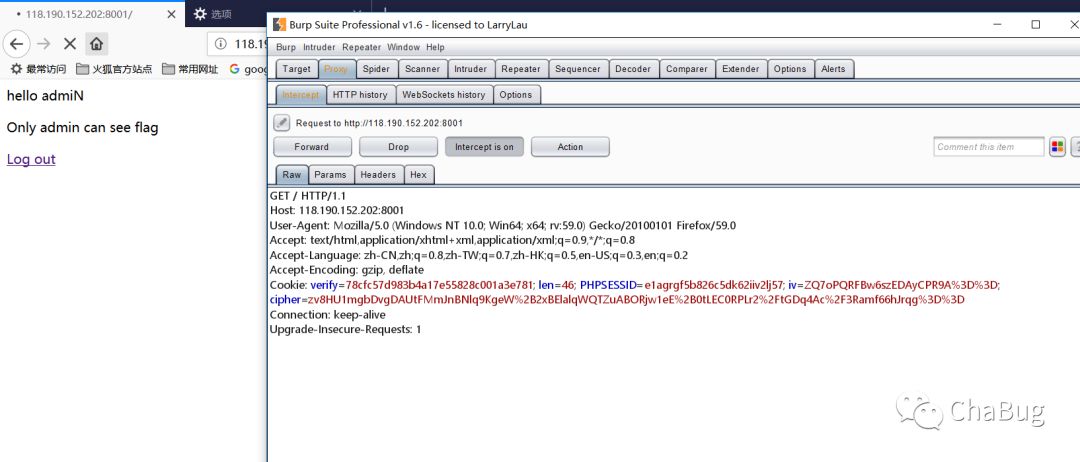 118.190.152.202:8001/
选项
Burp Suite Professional v1.6 - licensed to LarryLau
Burp Intruder Repeater Window Help
118.19
最常访问 火狐官方站点 常用网址 goog
Target Proxy Spider Scanner Intruder Repeater Sequencer Decoder Comparer Extender Options Alerts
Intercept HTTP history WebSockets history Options
hello admiN
Only admin can see flag
Log out
Request to http://118.190.152.202:8001
Forward Drop Intercept is on Action Comment this item ?
Raw Params Headers Hex
GET / HTTP/1.1
Host: 118.190.152.202:8001
User-Agent: Mozilla/5.0 (Windows NT 10.0; Win64; x64; rv:59.0) Gecko/20100101 Firefox/59.0
Accept: text/html,application/xhtml+xml,application/xml;q=0.9,*/*;q=0.8
Accept-Language: zh-CN,zh;q=0.8,zh-TW;q=0.7,zh-HK;q=0.5,en-US;q=0.3,en;q=0.2
Accept-Encoding: gzip, deflate
Cookie: verify=78cfc57d983b4a17e55828c001a3e781; len=46; PHPSESSID=e1agrgf5b826c5dk62iiv2lj57; iv=ZQ7oPQRFBw6szEDAyCPR9A%3D%3D;
cipher=zv8HU1mgbDvgDAUtFMmJnBNlq9KgeW%2B2xBElalqWQTZuABORjw1eE%2B0tLEC0RPLr2%2FtGDq4Ac%2F3Ramf66hJrqg%3D%3D
Connection: keep-alive
Upgrade-Insecure-Requests: 1
ChaBug